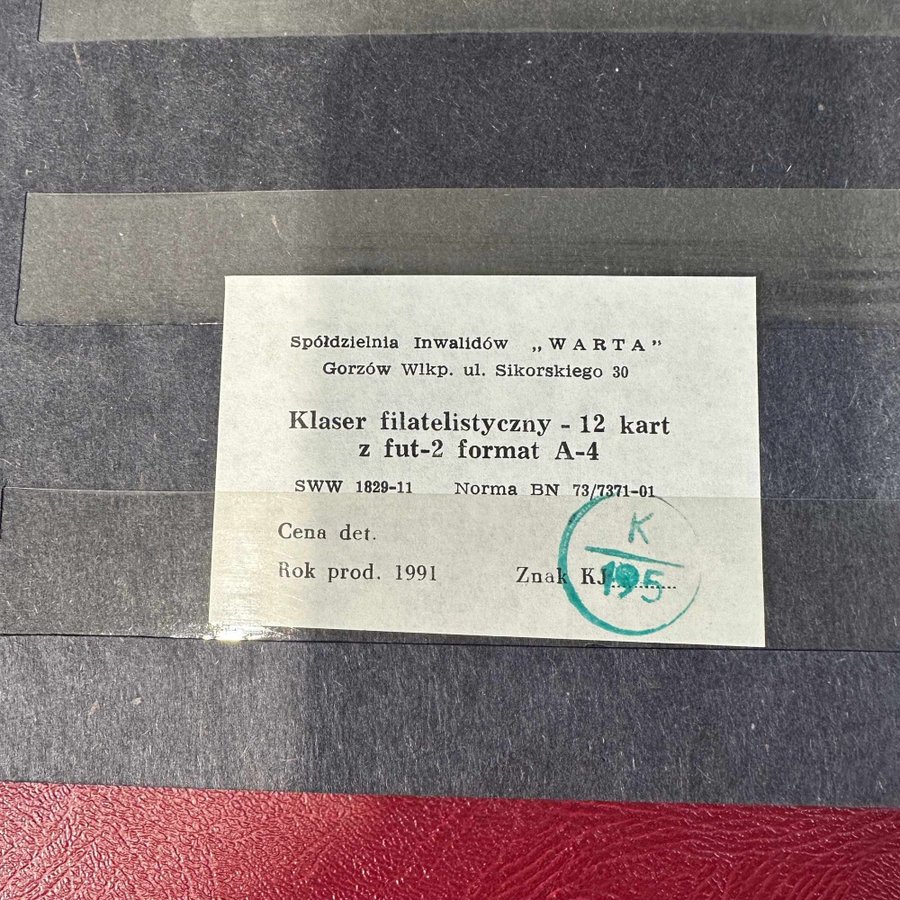 Spółdzielnia Inwalidów „WARTA”
Gorzów Wlkp. ul. Sikorskiego 30
Klaser filatelistyczny - 12 kart
z fut-2 format A-4
SWW 1829-11 Norma BN 73/7371-01
Cena det.
Rok prod. 1991 Znak KJ..........
K
195